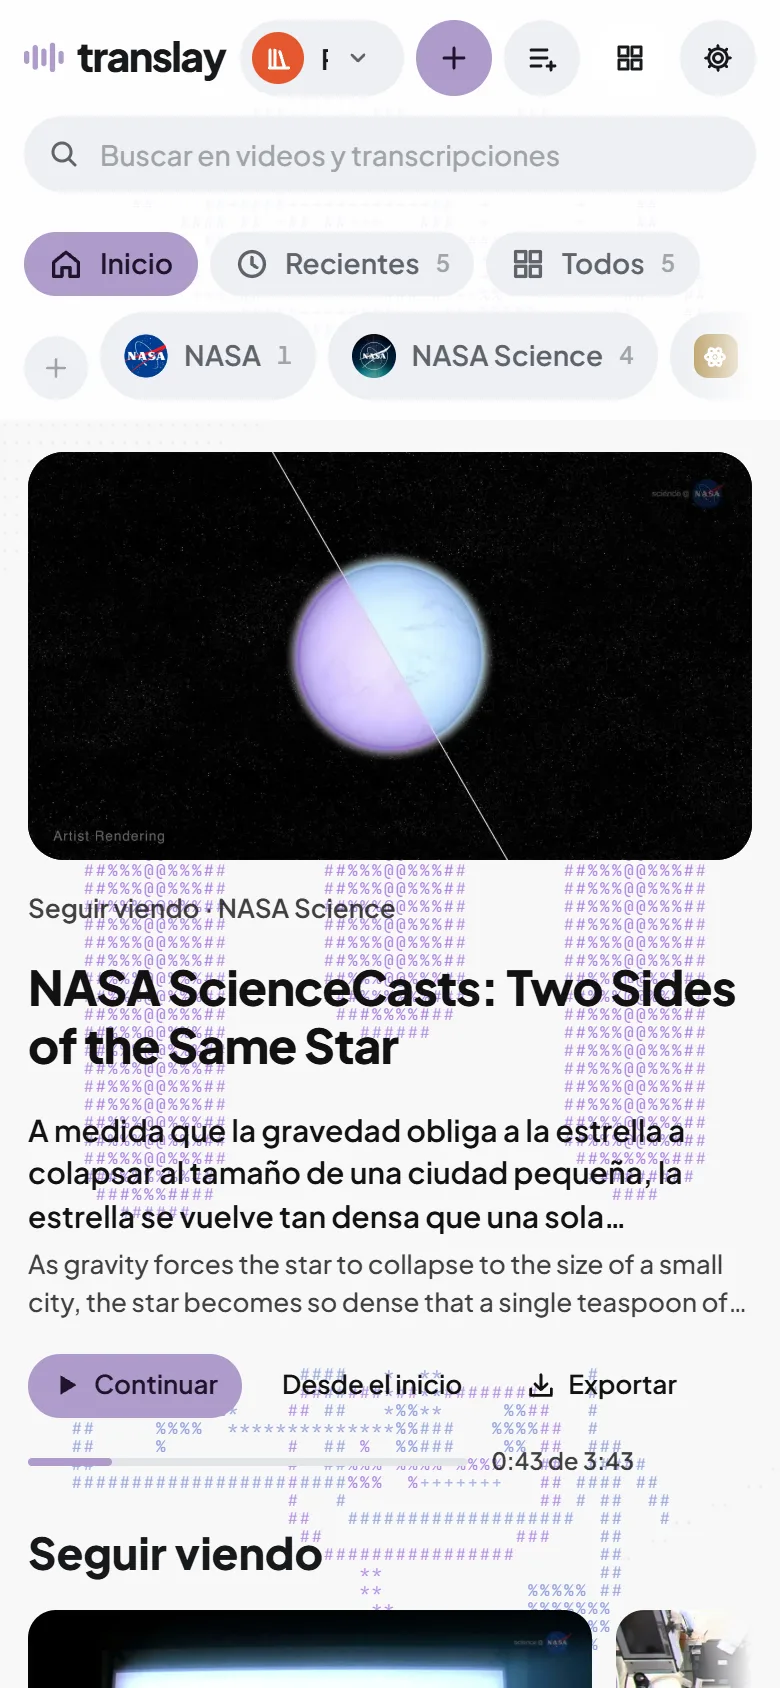 translay
Buscar en videos y transcripciones
Inicio
Recientes 5
Todos 5
NASA 1
NASA Science 4
science@ NASA
Artist Rendering
Seguir viendo · NASA Science
NASA ScienceCasts: Two Sides
of the Same Star
A medida que la gravedad obliga a la estrella a
colapsar al tamaño de una ciudad pequeña, la
estrella se vuelve tan densa que una sola…
As gravity forces the star to collapse to the size of a small
city, the star becomes so dense that a single teaspoon of…
Continuar
Desde el inicio
Exportar
0:43 de 3:43
Seguir viendo
science@ NASA